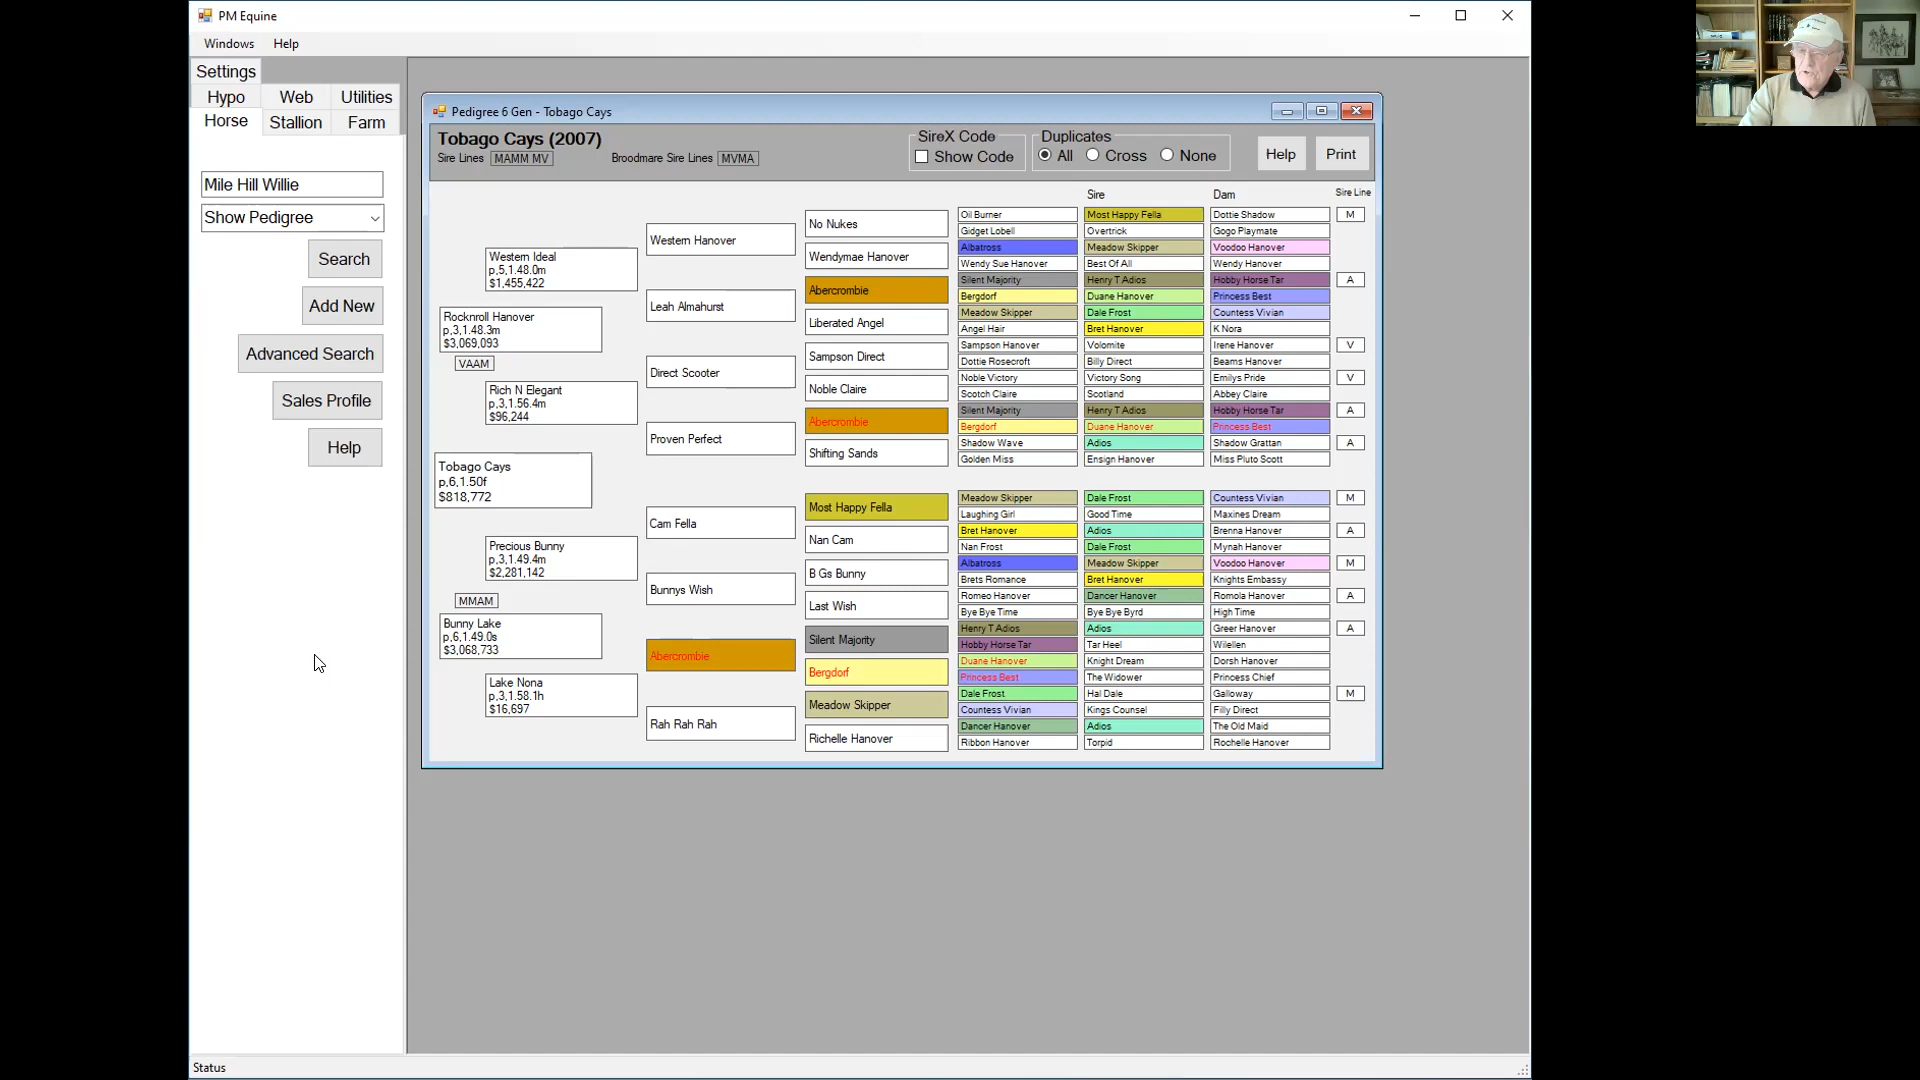 PM Equine
Windows Help
Settings
Hypo Web Utilities
Horse Stallion Farm
Mile Hill Willie
Show Pedigree
Search
Add New
Advanced Search
Sales Profile
Help
Pedigree 6 Gen - Tobago Cays
Tobago Cays (2007)
Sire Lines MAMM MV Broodmare Sire Lines MVMA
SireX Code
Show Code
Duplicates
All Cross None
Help
Print
Tobago Cays
p,6,1.50f
$818,772
Rocknroll Hanover
p,3,1.48.3m
$3,069,093
VAAM
MMAM
Bunny Lake
p,6,1.49.0s
$3,068,733
Western Ideal
p,5,1.48.0m
$1,455,422
Rich N Elegant
p,3,1.56.4m
$96,244
Precious Bunny
p,3,1.49.4m
$2,281,142
Lake Nona
p,3,1.58.1h
$16,697
Western Hanover
Leah Almahurst
Direct Scooter
Proven Perfect
Cam Fella
Bunnys Wish
Abercrombie
Rah Rah Rah
No Nukes
Wendymae Hanover
Abercrombie
Liberated Angel
Sampson Direct
Noble Claire
Abercrombie
Shifting Sands
Most Happy Fella
Nan Cam
B Gs Bunny
Last Wish
Silent Majority
Bergdorf
Meadow Skipper
Richelle Hanover
Sire Dam Sire Line
Oil Burner Most Happy Fella Dottie Shadow M
Gidget Lobell Overtrick Gogo Playmate
Albatross Meadow Skipper Voodoo Hanover
Wendy Sue Hanover Best Of All Wendy Hanover
Silent Majority Henry T Adios Hobby Horse Tar A
Bergdorf Duane Hanover Princess Best
Meadow Skipper Dale Frost Countess Vivian
Angel Hair Bret Hanover K Nora
Sampson Hanover Volomite Irene Hanover V
Dottie Rosecroft Billy Direct Beams Hanover
Noble Victory Victory Song Emilys Pride V
Scotch Claire Scotland Abbey Claire
Silent Majority Henry T Adios Hobby Horse Tar A
Bergdorf Duane Hanover Princess Best
Shadow Wave Adios Shadow Grattan A
Golden Miss Ensign Hanover Miss Pluto Scott
Meadow Skipper Dale Frost Countess Vivian M
Laughing Girl Good Time Maxines Dream
Bret Hanover Adios Brenna Hanover A
Nan Frost Dale Frost Mynah Hanover
Albatross Meadow Skipper Voodoo Hanover M
Brets Romance Bret Hanover Knights Embassy
Romeo Hanover Dancer Hanover Romola Hanover A
Bye Bye Time Bye Bye Byrd High Time
Henry T Adios Adios Greer Hanover A
Hobby Horse Tar Tar Heel Wilellen
Duane Hanover Knight Dream Dorsh Hanover
Princess Best The Widower Princess Chief
Dale Frost Hal Dale Galloway M
Countess Vivian Kings Counsel Filly Direct
Dancer Hanover Adios The Old Maid
Ribbon Hanover Torpid Rochelle Hanover
Status